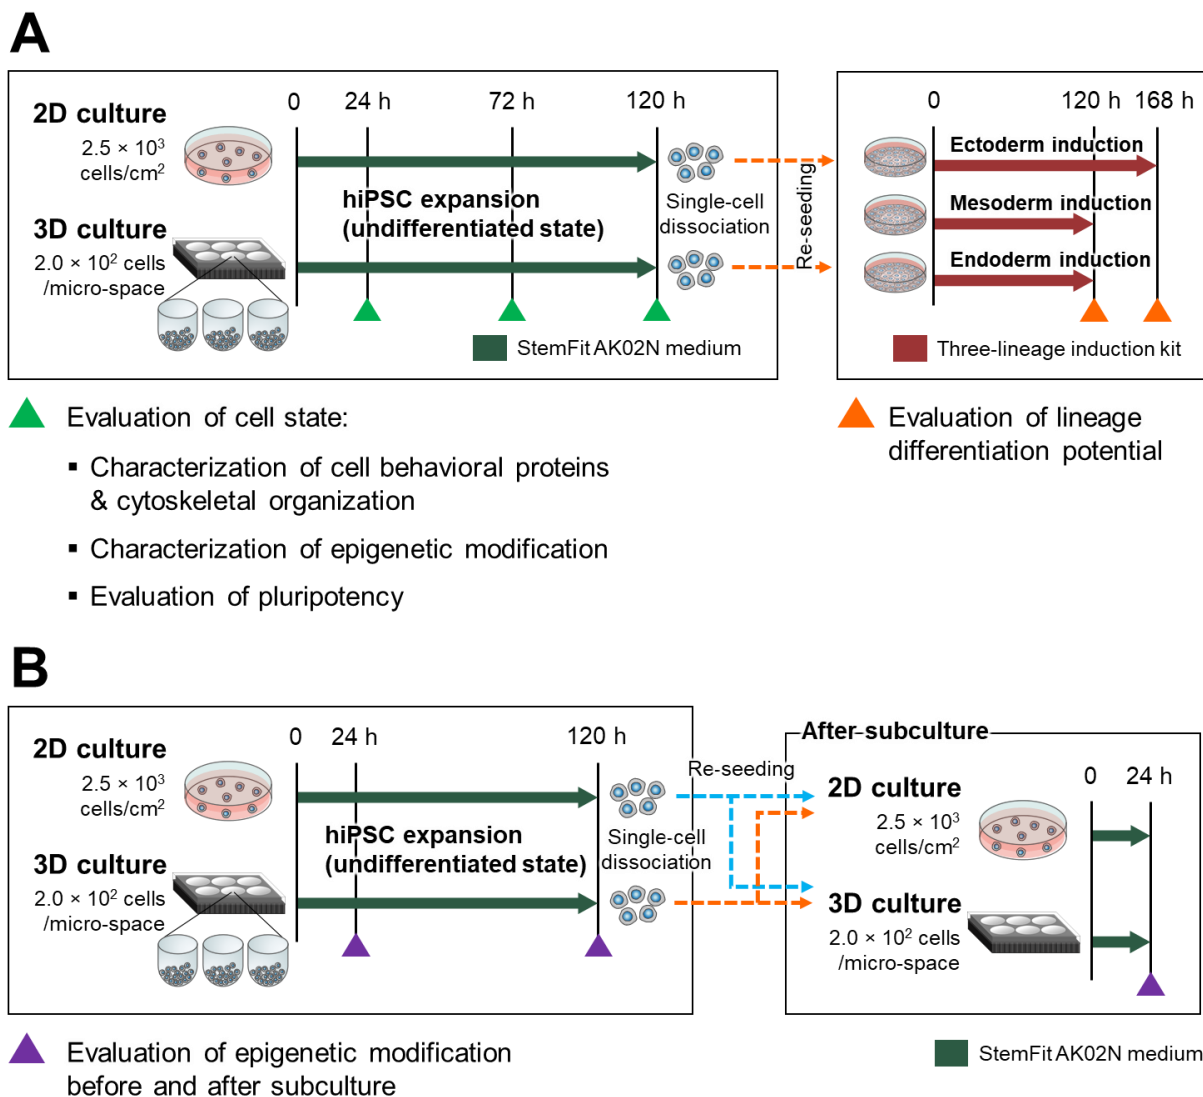 A
2D culture
2.5 × 10³
cells/cm²
3D culture
2.0 × 10² cells
/micro-space
0
24 h
72 h
120 h
hiPSC expansion
(undifferentiated state)
Single-cell
dissociation
StemFit AK02N medium
Re-seeding
0
120 h
168 h
Ectoderm induction
Mesoderm induction
Endoderm induction
Three-lineage induction kit
Evaluation of cell state:
▪ Characterization of cell behavioral proteins
& cytoskeletal organization
▪ Characterization of epigenetic modification
▪ Evaluation of pluripotency
Evaluation of lineage
differentiation potential
B
2D culture
2.5 × 10³
cells/cm²
3D culture
2.0 × 10² cells
/micro-space
0
24 h
120 h
hiPSC expansion
(undifferentiated state)
Single-cell
dissociation
Re-seeding
After subculture
2D culture
2.5 × 10³
cells/cm²
3D culture
2.0 × 10² cells
/micro-space
0
24 h
Evaluation of epigenetic modification
before and after subculture
StemFit AK02N medium